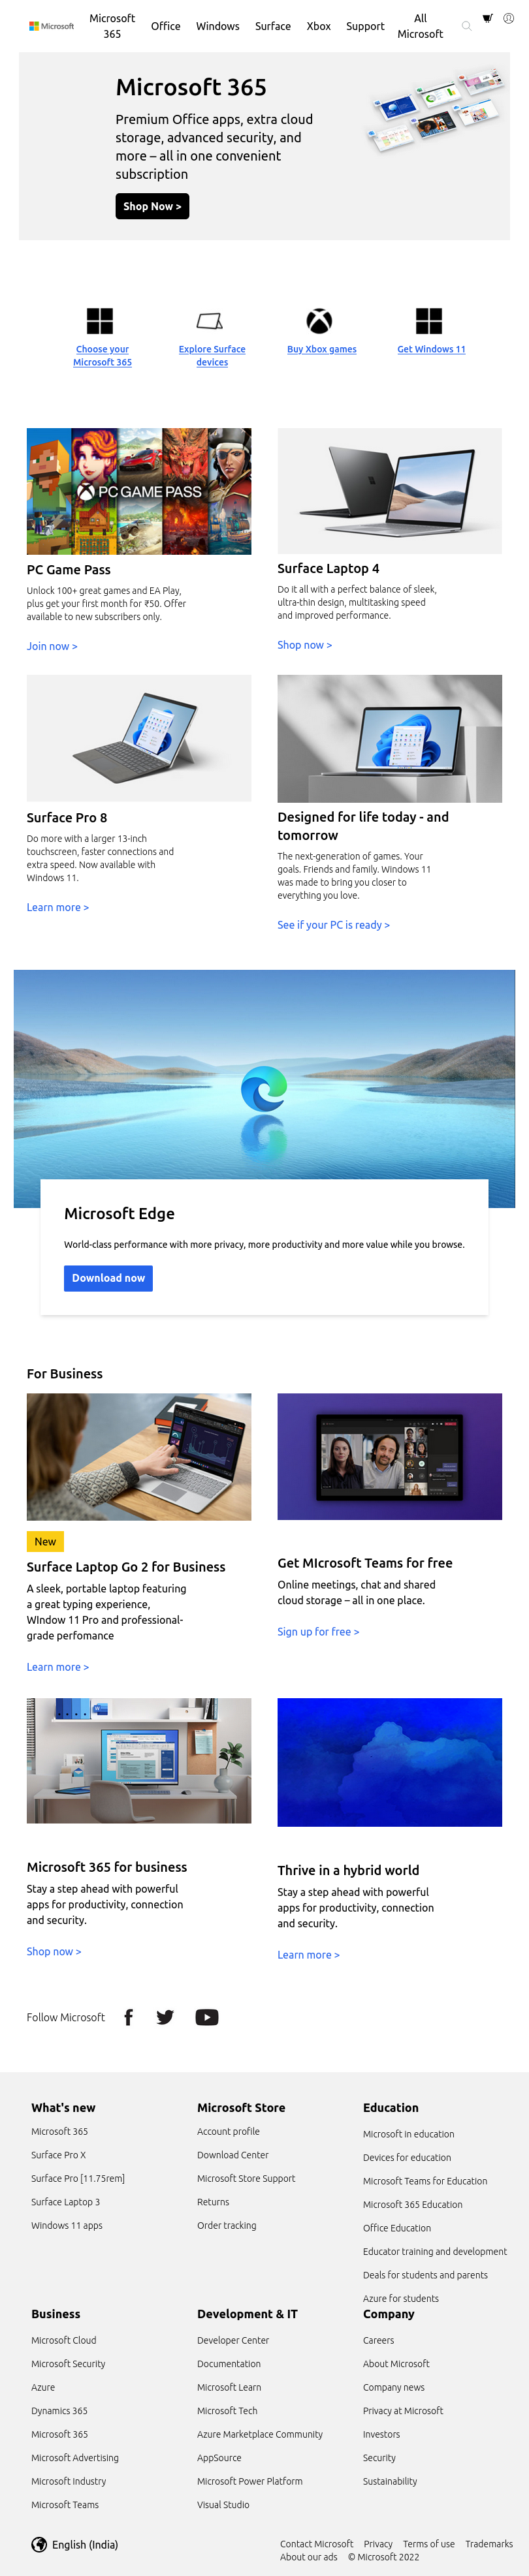 Microsoft
Microsoft
365
Office
Windows
Surface
Xbox
Support
All
Microsoft
Microsoft 365
Premium Office apps, extra cloud
storage, advanced security, and
more – all in one convenient
subscription
Shop Now >
Choose your
Microsoft 365
Explore Surface
devices
Buy Xbox games
Get Windows 11
PC GAME PASS
PC Game Pass
Unlock 100+ great games and EA Play,
plus get your first month for ₹50. Offer
available to new subscribers only.
Join now >
Surface Laptop 4
Do it all with a perfect balance of sleek,
ultra-thin design, multitasking speed
and improved performance.
Shop now >
Surface Pro 8
Do more with a larger 13-inch
touchscreen, faster connections and
extra speed. Now available with
Windows 11.
Learn more >
Designed for life today - and
tomorrow
The next-generation of games. Your
goals. Friends and family. Windows 11
was made to bring you closer to
everything you love.
See if your PC is ready >
Microsoft Edge
World-class performance with more privacy, more productivity and more value while you browse.
Download now
For Business
New
Surface Laptop Go 2 for Business
A sleek, portable laptop featuring
a great typing experience,
WIndow 11 Pro and professional-
grade perfomance
Learn more >
Get MIcrosoft Teams for free
Online meetings, chat and shared
cloud storage – all in one place.
Sign up for free >
Microsoft 365 for business
Stay a step ahead with powerful
apps for productivity, connection
and security.
Shop now >
Thrive in a hybrid world
Stay a step ahead with powerful
apps for productivity, connection
and security.
Learn more >
Follow Microsoft
What's new
Microsoft 365
Surface Pro X
Surface Pro [11.75rem]
Surface Laptop 3
Windows 11 apps
Microsoft Store
Account profile
Download Center
Microsoft Store Support
Returns
Order tracking
Education
Microsoft in education
Devices for education
Microsoft Teams for Education
Microsoft 365 Education
Office Education
Educator training and development
Deals for students and parents
Azure for students
Business
Microsoft Cloud
Microsoft Security
Azure
Dynamics 365
Microsoft 365
Microsoft Advertising
Microsoft Industry
Microsoft Teams
Development & IT
Developer Center
Documentation
Microsoft Learn
Microsoft Tech
Azure Marketplace Community
AppSource
Microsoft Power Platform
Visual Studio
Company
Careers
About Microsoft
Company news
Privacy at Microsoft
Investors
Security
Sustainability
English (India)
Contact Microsoft Privacy Terms of use Trademarks
About our ads © Microsoft 2022